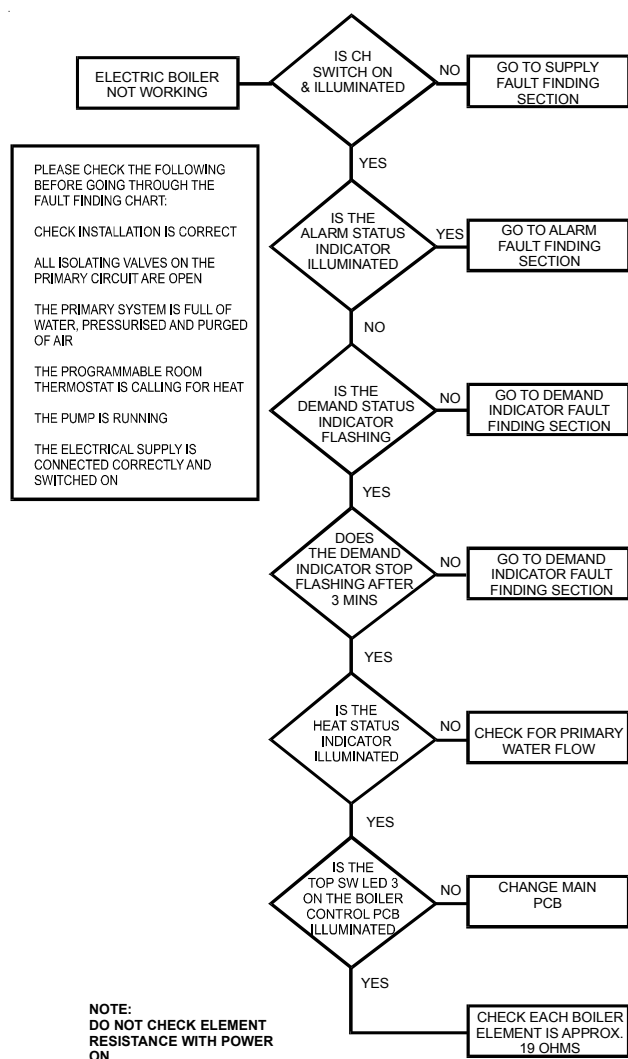 ELECTRIC BOILER
NOT WORKING
IS CH
SWITCH ON
& ILLUMINATED
NO
GO TO SUPPLY
FAULT FINDING
SECTION
YES
PLEASE CHECK THE FOLLOWING
BEFORE GOING THROUGH THE
FAULT FINDING CHART:
CHECK INSTALLATION IS CORRECT
ALL ISOLATING VALVES ON THE
PRIMARY CIRCUIT ARE OPEN
THE PRIMARY SYSTEM IS FULL OF
WATER, PRESSURISED AND PURGED
OF AIR
THE PROGRAMMABLE ROOM
THERMOSTAT IS CALLING FOR HEAT
THE PUMP IS RUNNING
THE ELECTRICAL SUPPLY IS
CONNECTED CORRECTLY AND
SWITCHED ON
IS THE
ALARM STATUS
INDICATOR
ILLUMINATED
YES
GO TO ALARM
FAULT FINDING
SECTION
NO
IS THE
DEMAND STATUS
INDICATOR
FLASHING
NO
GO TO DEMAND
INDICATOR FAULT
FINDING SECTION
YES
DOES
THE DEMAND
INDICATOR STOP
FLASHING AFTER
3 MINS
NO
GO TO DEMAND
INDICATOR FAULT
FINDING SECTION
YES
IS THE
HEAT STATUS
INDICATOR
ILLUMINATED
NO
CHECK FOR PRIMARY
WATER FLOW
YES
IS THE
TOP SW LED 3
ON THE BOILER
CONTROL PCB
ILLUMINATED
NO
CHANGE MAIN
PCB
YES
CHECK EACH BOILER
ELEMENT IS APPROX.
19 OHMS
NOTE:
DO NOT CHECK ELEMENT
RESISTANCE WITH POWER
ON